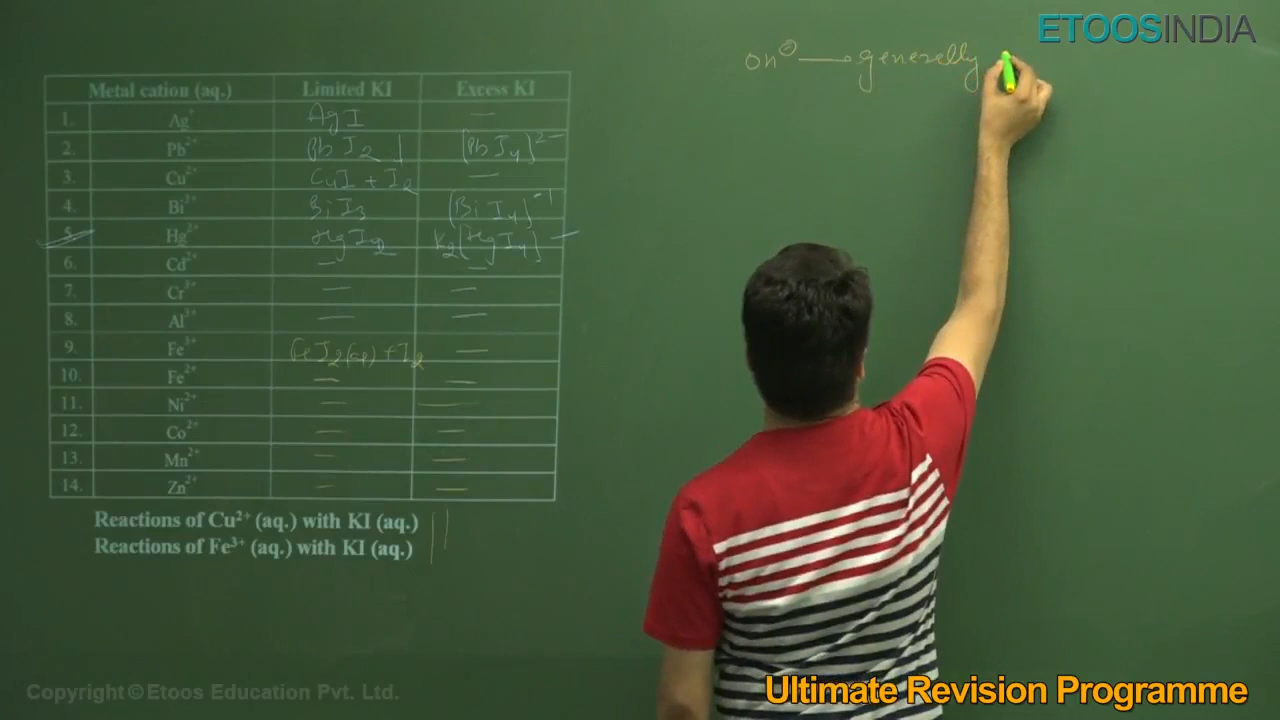 ETOOSINDIA
OH⊖ → generally
Metal cation (aq.) Limited KI Excess KI
1. Ag⁺ AgI —
2. Pb²⁺ PbI₂ [PbI₄]²⁻
3. Cu²⁺ CuI + I₂ —
4. Bi³⁺ BiI₃ [BiI₄]⁻¹
5. Hg²⁺ HgI₂ K₂[HgI₄]
6. Cd²⁺ — —
7. Cr³⁺ — —
8. Al³⁺ — —
9. Fe³⁺ FeI₂(aq) + I₂ —
10. Fe²⁺ — —
11. Ni²⁺ — —
12. Co²⁺ — —
13. Mn²⁺ — —
14. Zn²⁺ — —
Reactions of Cu²⁺ (aq.) with KI (aq.)
Reactions of Fe³⁺ (aq.) with KI (aq.)
Copyright © Etoos Education Pvt. Ltd.
Ultimate Revision Programme